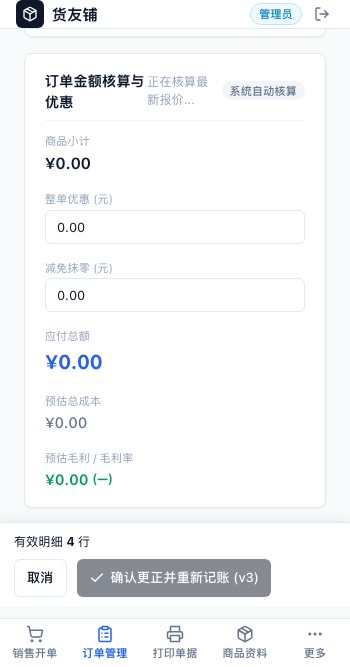 货友铺
管理员
订单金额核算与优惠
正在核算最新报价...
系统自动核算
商品小计
¥0.00
整单优惠 (元)
0.00
减免抹零 (元)
0.00
应付总额
¥0.00
预估总成本
¥0.00
预估毛利 / 毛利率
¥0.00 (—)
有效明细 4 行
取消
确认更正并重新记账 (v3)
销售开单
订单管理
打印单据
商品资料
更多